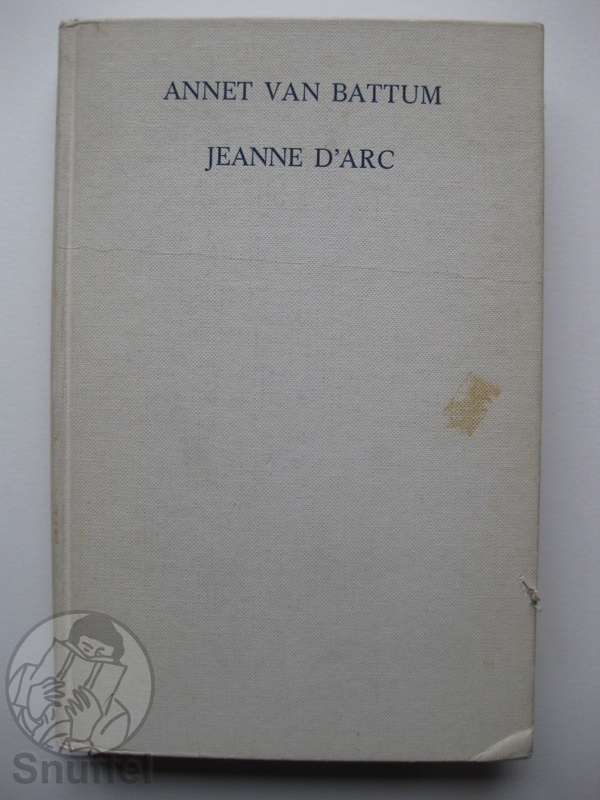 ANNET VAN BATTUM
JEANNE D'ARC
Snuffel